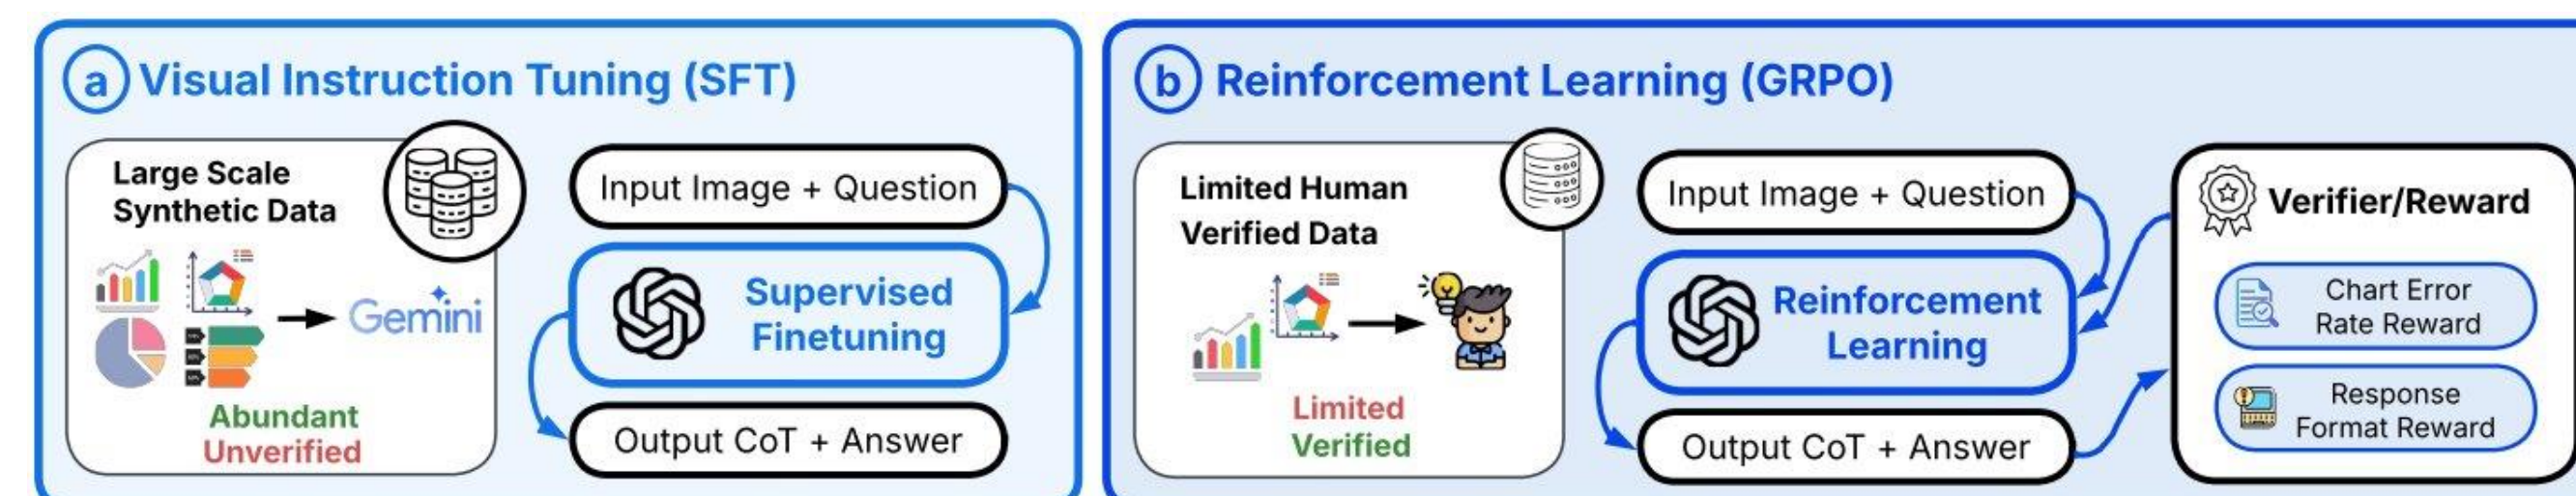 a Visual Instruction Tuning (SFT)
Large Scale
Synthetic Data
Gemini
Abundant
Unverified
Input Image + Question
Supervised
Finetuning
Output CoT + Answer
b Reinforcement Learning (GRPO)
Limited Human
Verified Data
Limited
Verified
Input Image + Question
Reinforcement
Learning
Output CoT + Answer
Verifier/Reward
Chart Error
Rate Reward
Response
Format Reward